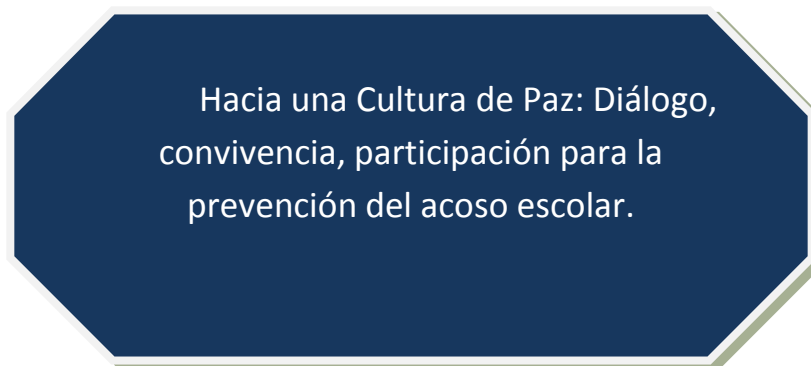 Hacia una Cultura de Paz: Diálogo,
convivencia, participación para la
prevención del acoso escolar.